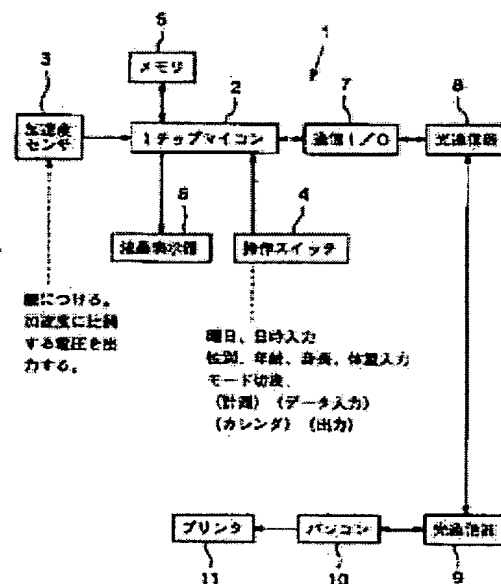 1
5
メモリ
3
加速度
センサ
2
1チップマイコン
7
通信I/O
8
光通信器
6
液晶表示器
4
操作スイッチ
腰につける。
加速度に比例
する電圧を出
力する。
曜日、日時入力
性別、年齢、身長、体重入力
モード切換
(計測) (データ入力)
(カレンダ) (出力)
プリンタ
11
パソコン
10
光通信器
9